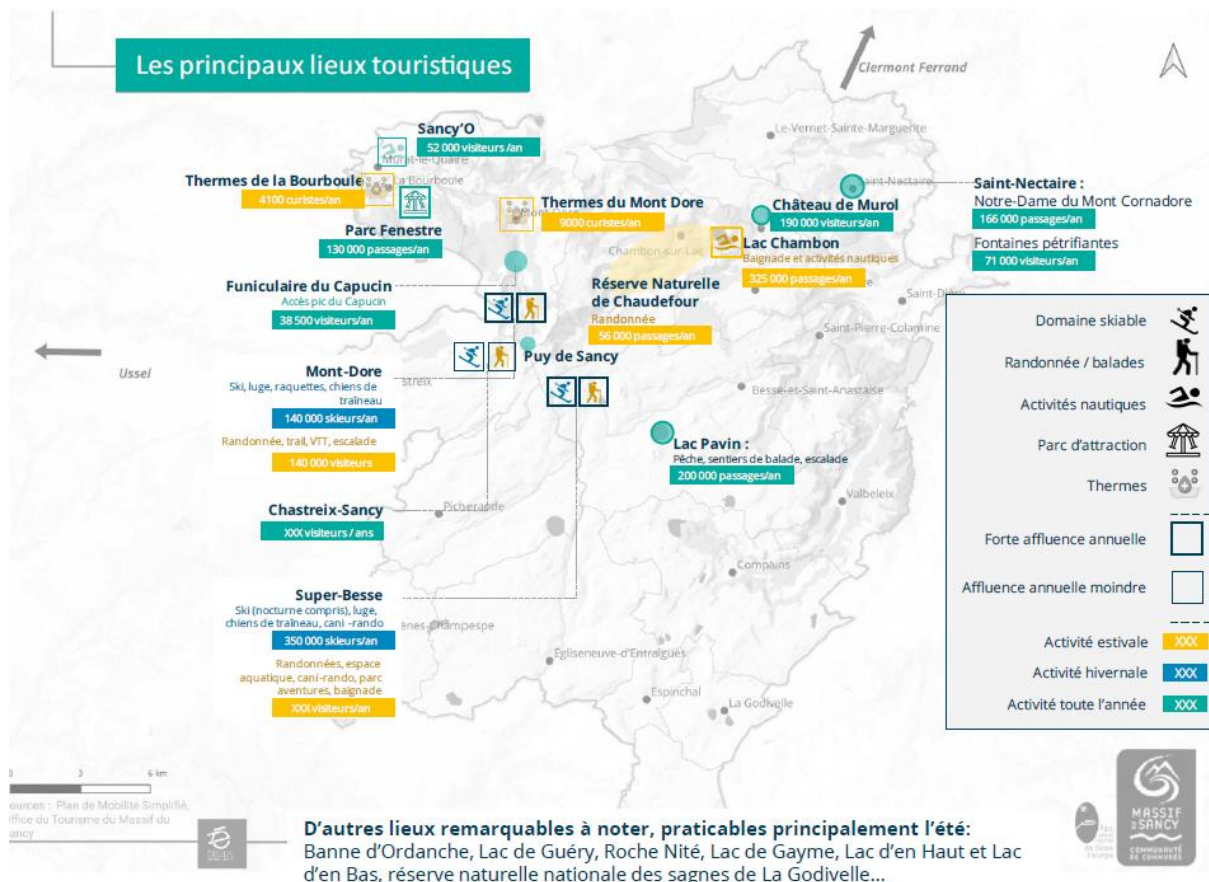 Les principaux lieux touristiques
Clermont Ferrand
Le-Vernet-Sainte-Marguerite
Sancy'O
52 000 visiteurs /an
Murat-le-Quaire
Thermes de la Bourboule
4100 curistes/an
La Bourboule
Parc Fenestre
130 000 passages/an
Thermes du Mont Dore
9000 curistes/an
Mont-Dore
Château de Murol
190 000 visiteurs/an
Saint-Nectaire
Saint-Nectaire :
Notre-Dame du Mont Cornadore
166 000 passages/an
Fontaines pétrifiantes
71 000 visiteurs/an
Chambon-sur-Lac
Lac Chambon
Baignade et activités nautiques
325 000 passages/an
Funiculaire du Capucin
Accès pic du Capucin
38 500 visiteurs/an
Réserve Naturelle
de Chaudefour
Randonnée
56 000 passages/an
Saint-Pierre-Colamine
Ussel
Puy de Sancy
Mont-Dore
Ski, luge, raquettes, chiens de
traîneau
140 000 skieurs/an
Randonnée, trail, VTT, escalade
140 000 visiteurs
Besse-et-Saint-Anastaise
Lac Pavin :
Pêche, sentiers de balade, escalade
200 000 passages/an
Valbeleix
Chastreix-Sancy
XXX visiteurs / ans
Picherande
Compains
Super-Besse
Ski (nocturne compris), luge,
chiens de traîneau, cani -rando
350 000 skieurs/an
Randonnées, espace
aquatique, cani-rando, parc
aventures, baignade
XXX visiteurs/an
Égliseneuve-d'Entraigues
Espinchal
La Godivelle
Domaine skiable
Randonnée / balades
Activités nautiques
Parc d'attraction
Thermes
Forte affluence annuelle
Affluence annuelle moindre
Activité estivale
XXX
Activité hivernale
XXX
Activité toute l'année
XXX
3
6 km
Plan de Mobilité Simplifié,
Tourisme du Massif du
MASSIF
DU SANCY
COMMUNAUTÉ
DE COMMUNES
D'autres lieux remarquables à noter, praticables principalement l'été:
Banne d'Ordanche, Lac de Guéry, Roche Nité, Lac de Gayme, Lac d'en Haut et Lac
d'en Bas, réserve naturelle nationale des sagnes de La Godivelle...